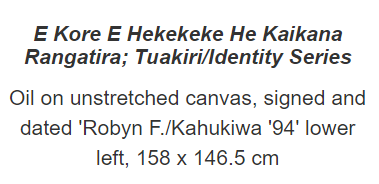 E Kore E Hekekeke He Kaikana
Rangatira; Tuakiri/Identity Series
Oil on unstretched canvas, signed and
dated 'Robyn F./Kahukiwa '94' lower
left, 158 x 146.5 cm